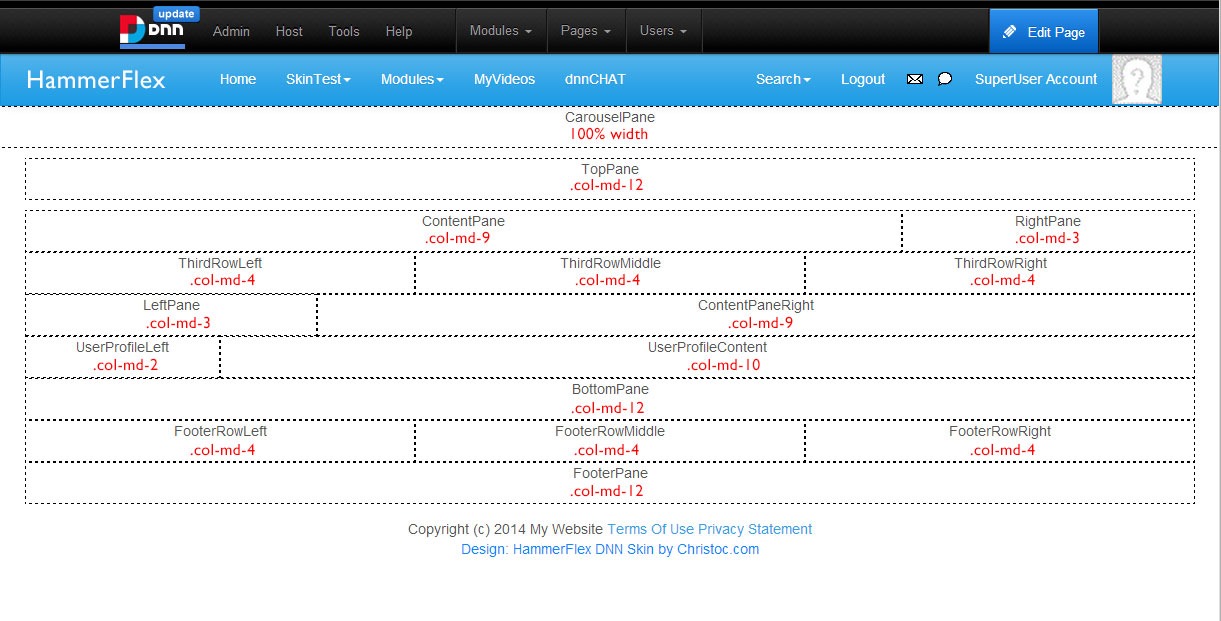 update
DNN Admin Host Tools Help Modules Pages Users Edit Page
HammerFlex Home SkinTest Modules MyVideos dnnCHAT Search Logout SuperUser Account
CarouselPane
100% width
TopPane
.col-md-12
ContentPane RightPane
.col-md-9 .col-md-3
ThirdRowLeft ThirdRowMiddle ThirdRowRight
.col-md-4 .col-md-4 .col-md-4
LeftPane ContentPaneRight
.col-md-3 .col-md-9
UserProfileLeft UserProfileContent
.col-md-2 .col-md-10
BottomPane
.col-md-12
FooterRowLeft FooterRowMiddle FooterRowRight
.col-md-4 .col-md-4 .col-md-4
FooterPane
.col-md-12
Copyright (c) 2014 My Website Terms Of Use Privacy Statement
Design: HammerFlex DNN Skin by Christoc.com